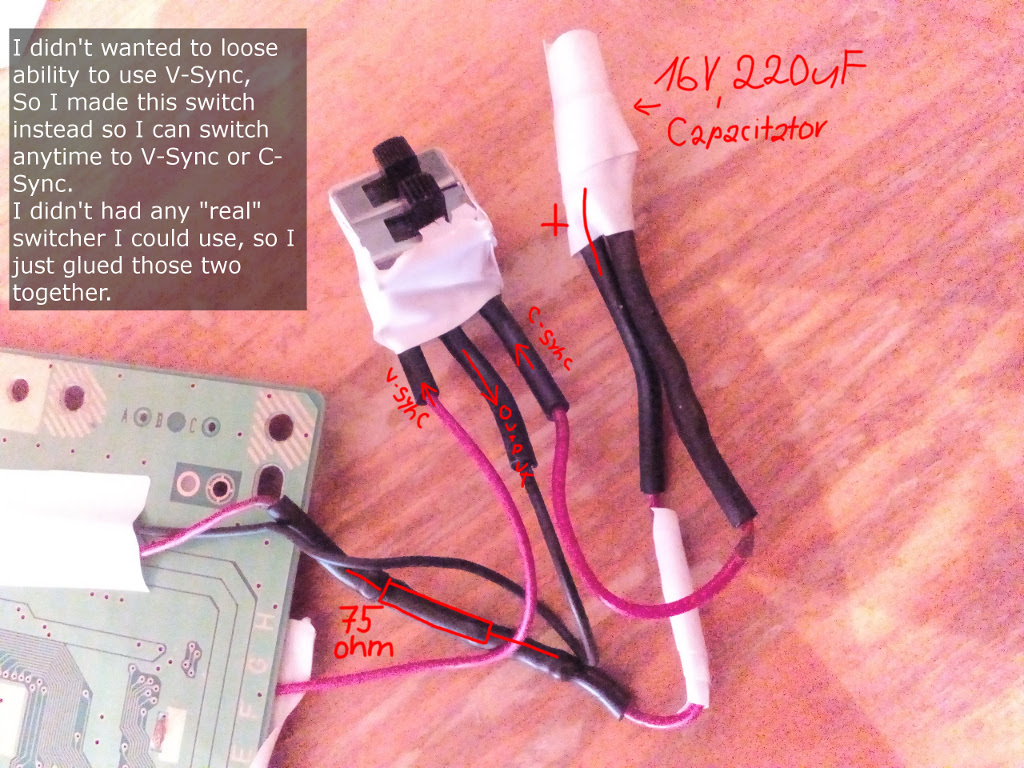 I didn't wanted to loose
ability to use V-Sync,
So I made this switch
instead so I can switch
anytime to V-Sync or C-
Sync.
I didn't had any "real"
switcher I could use, so I
just glued those two
together.
16V, 220uF
Capacitator
+
C-Sync
V-Sync
A B C
75
ohm
E F G H